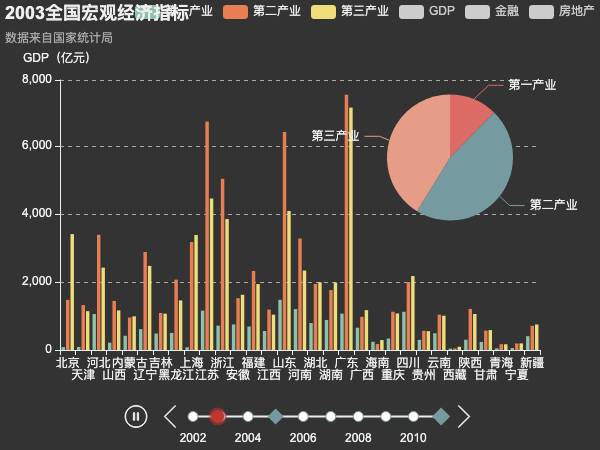 2003全国宏观经济指标
产业 第二产业 第三产业 GDP 金融 房地产
数据来自国家统计局
GDP（亿元）
8,000
6,000
4,000
2,000
0
第一产业
第三产业
第二产业
北京 河北 内蒙古 吉林 上海 浙江 福建 山东 湖北 广东 海南 四川 云南 陕西 青海 新疆
天津 山西 辽宁 黑龙江 江苏 安徽 江西 河南 湖南 广西 重庆 贵州 西藏 甘肃 宁夏
2002 2004 2006 2008 2010